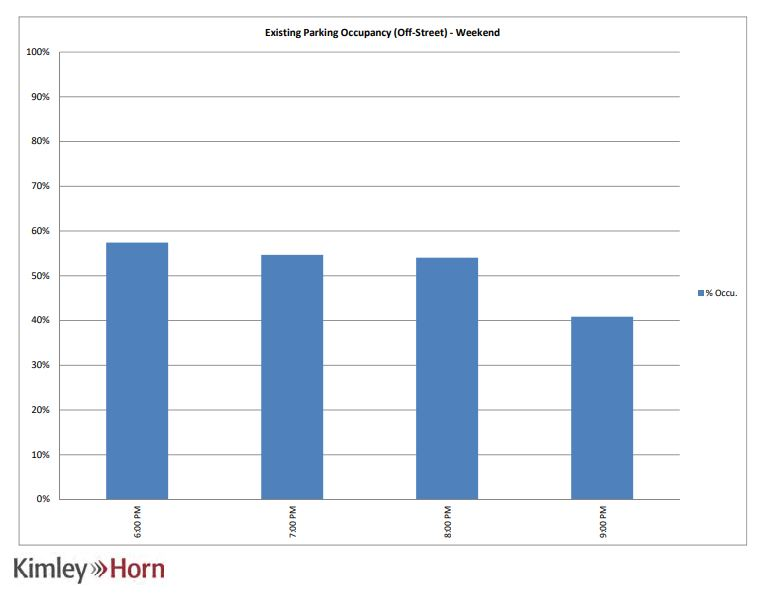 Existing Parking Occupancy (Off-Street) - Weekend
100%
90%
80%
70%
60%
50%
40%
30%
20%
10%
0%
6:00 PM
7:00 PM
8:00 PM
9:00 PM
% Occu.
Kimley Horn